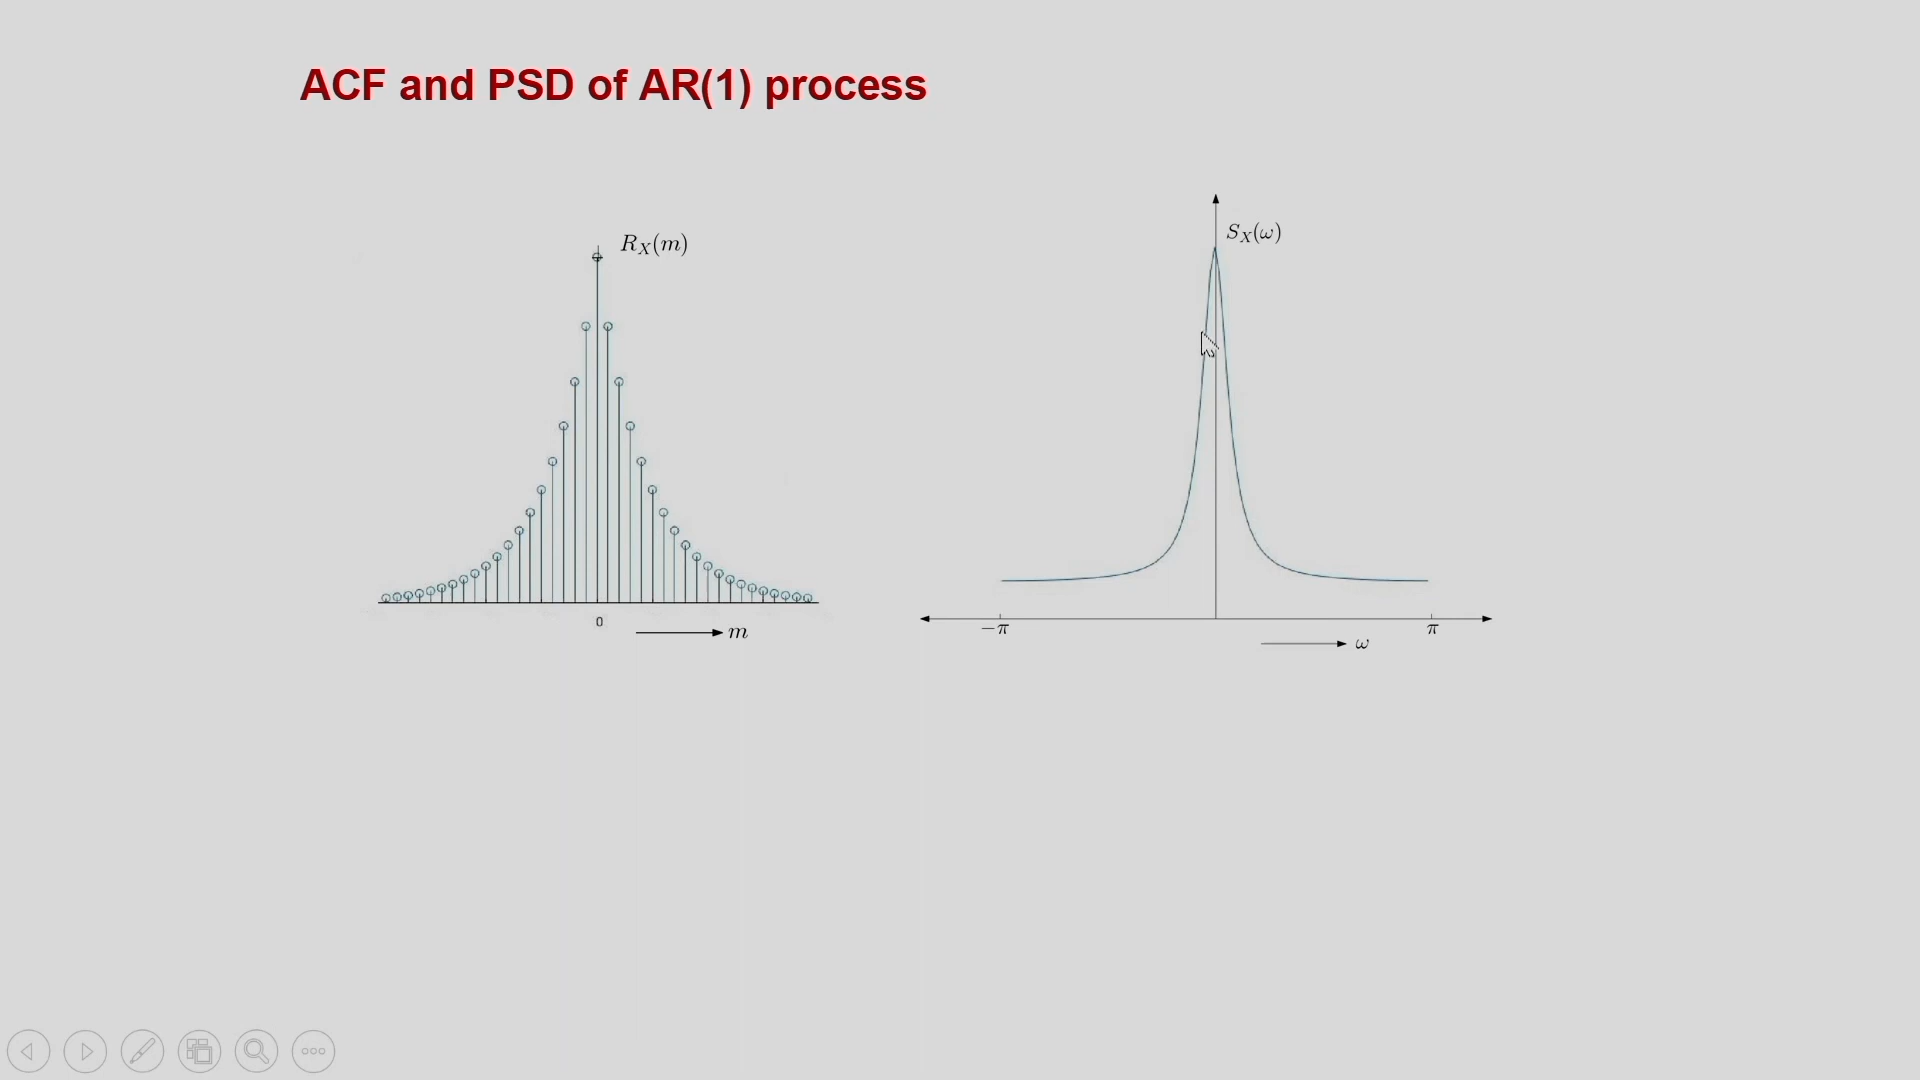 ACF and PSD of AR(1) process
R_X(m)
S_X(ω)
0
m
−π
π
ω